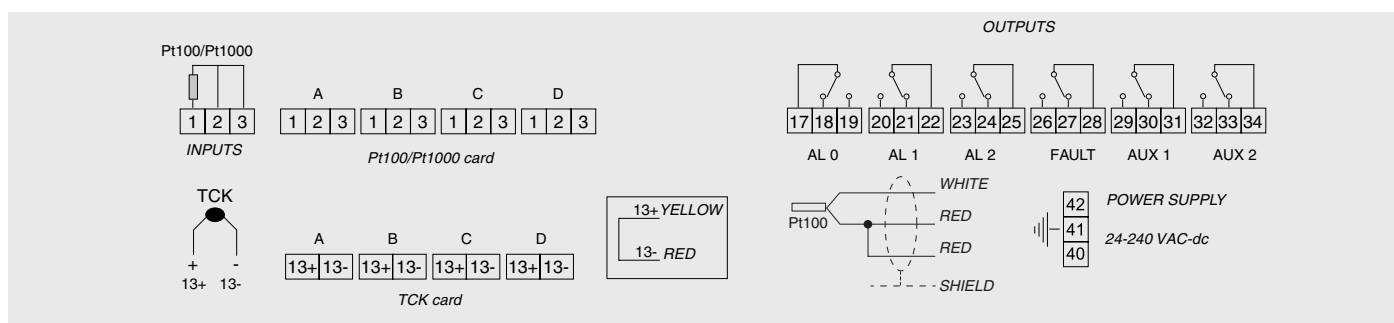 OUTPUTS
Pt100/Pt1000
A B C D
1 2 3 1 2 3 1 2 3 1 2 3 1 2 3
INPUTS
Pt100/Pt1000 card
17 18 19 20 21 22 23 24 25 26 27 28 29 30 31 32 33 34
AL 0 AL 1 AL 2 FAULT AUX 1 AUX 2
TCK
+ -
13+ 13-
A B C D
13+ 13- 13+ 13- 13+ 13- 13+ 13-
TCK card
13+ YELLOW
13- RED
Pt100
WHITE
RED
RED
SHIELD
42 POWER SUPPLY
41 24-240 VAC-dc
40